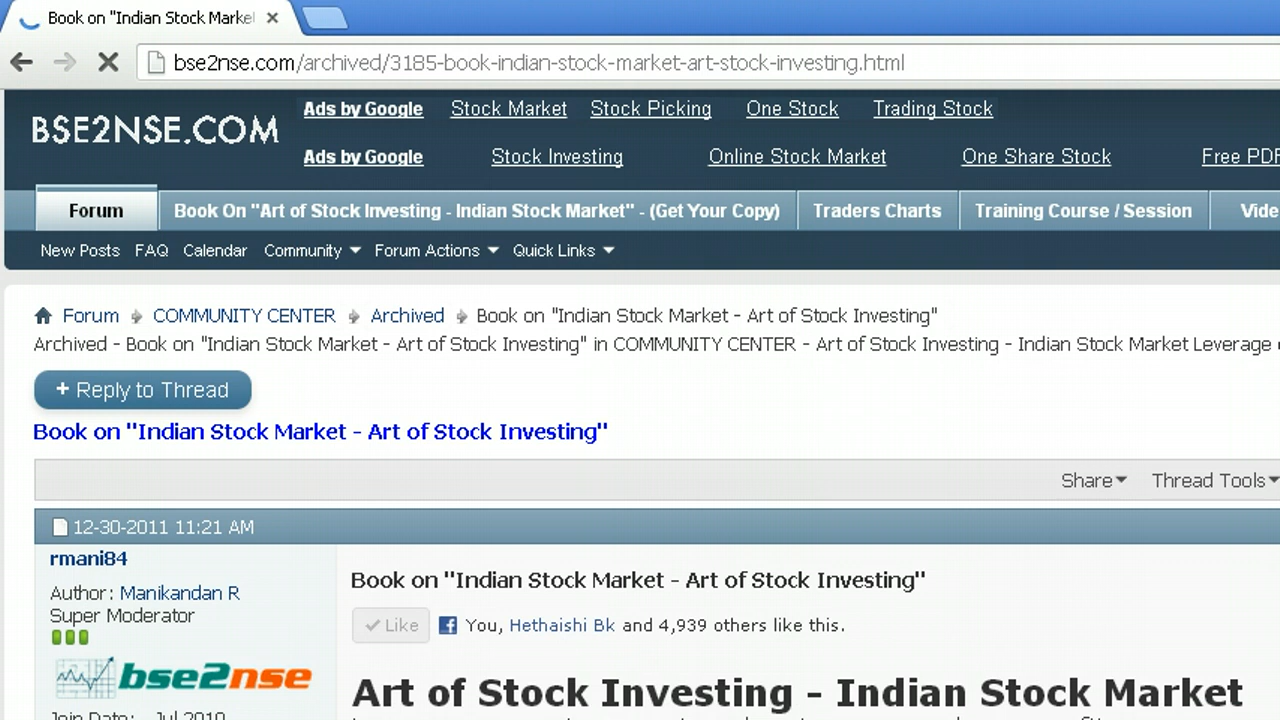 Book on "Indian Stock Marke
bse2nse.com/archived/3185-book-indian-stock-market-art-stock-investing.html
BSE2NSE.COM
Ads by Google Stock Market Stock Picking One Stock Trading Stock
Ads by Google Stock Investing Online Stock Market One Share Stock Free PDF
Forum Book On "Art of Stock Investing - Indian Stock Market" - (Get Your Copy) Traders Charts Training Course / Session Vide
New Posts FAQ Calendar Community Forum Actions Quick Links
Forum COMMUNITY CENTER Archived Book on "Indian Stock Market - Art of Stock Investing"
Archived - Book on "Indian Stock Market - Art of Stock Investing" in COMMUNITY CENTER - Art of Stock Investing - Indian Stock Market Leverage
+ Reply to Thread
Book on "Indian Stock Market - Art of Stock Investing"
Share Thread Tools
12-30-2011 11:21 AM
rmani84
Author: Manikandan R
Super Moderator
bse2nse
Join Date: Jul 2010
Book on "Indian Stock Market - Art of Stock Investing"
Like You, Hethaishi Bk and 4,939 others like this.
Art of Stock Investing - Indian Stock Market